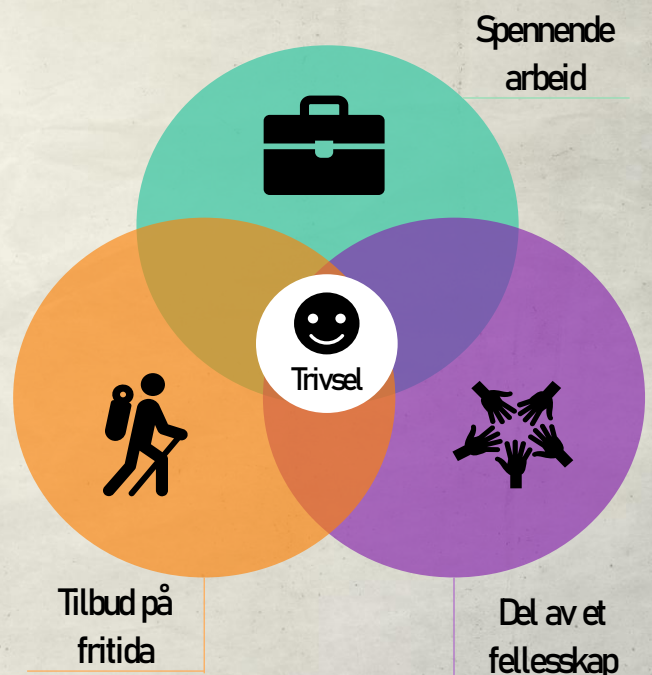 Spennende
arbeid
Trivsel
Tilbud på
fritida
Del av et
fellesskap